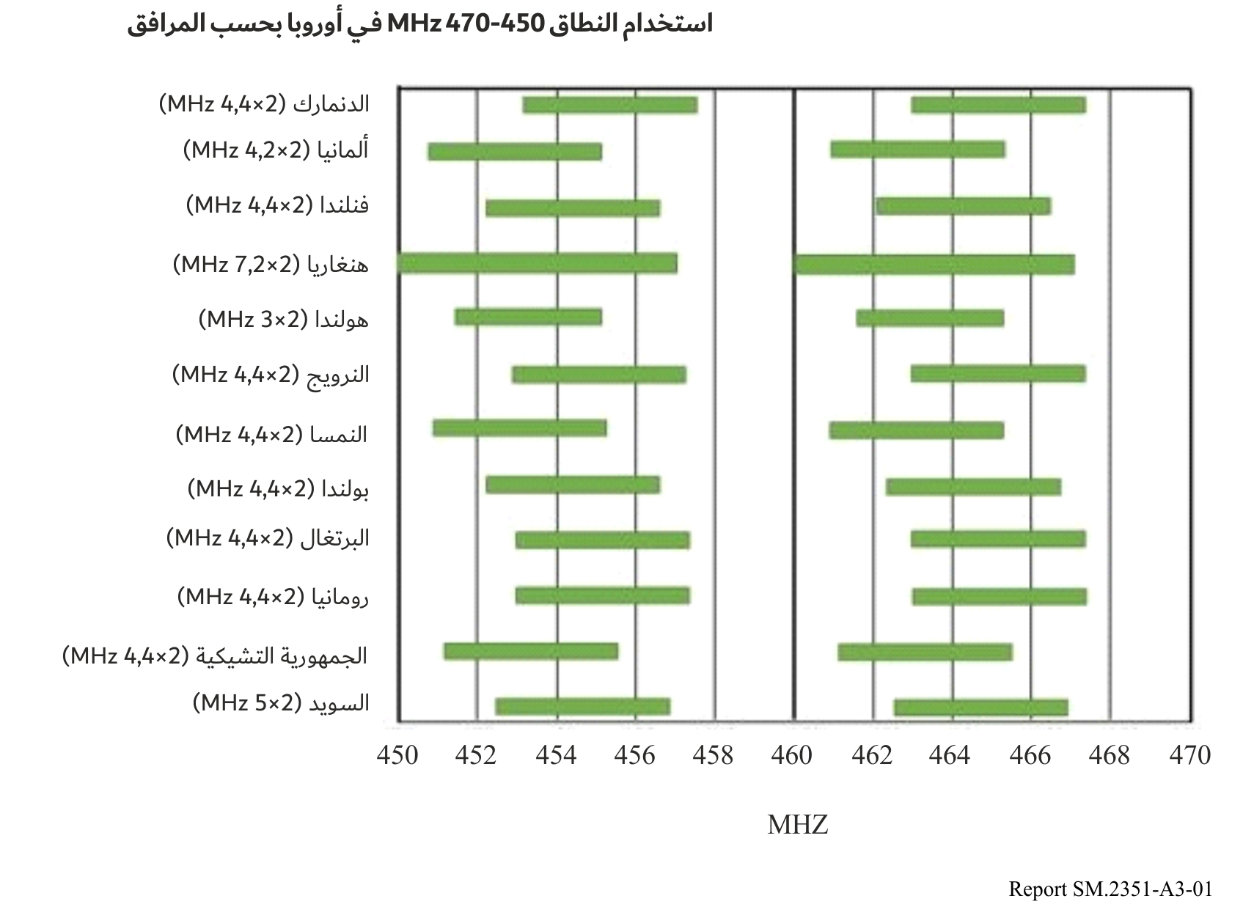 استخدام النطاق 450-470 MHz في أوروبا بحسب المرافق
الدنمارك (2×4,4 MHz)
ألمانيا (2×4,2 MHz)
فنلندا (2×4,4 MHz)
هنغاريا (2×7,2 MHz)
هولندا (2×3 MHz)
النرويج (2×4,4 MHz)
النمسا (2×4,4 MHz)
بولندا (2×4,4 MHz)
البرتغال (2×4,4 MHz)
رومانيا (2×4,4 MHz)
الجمهورية التشيكية (2×4,4 MHz)
السويد (2×5 MHz)
450 452 454 456 458 460 462 464 466 468 470
MHZ
Report SM.2351-A3-01